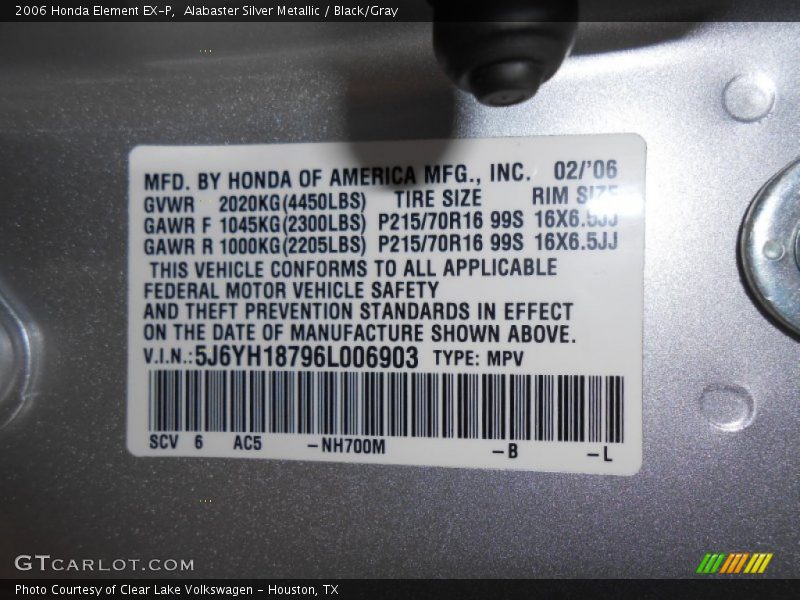 2006 Honda Element EX-P,  Alabaster Silver Metallic / Black/Gray
MFD. BY HONDA OF AMERICA MFG., INC. 02/'06
GVWR 2020KG(4450LBS) TIRE SIZE RIM SIZE
GAWR F 1045KG(2300LBS) P215/70R16 99S 16X6.5JJ
GAWR R 1000KG(2205LBS) P215/70R16 99S 16X6.5JJ
THIS VEHICLE CONFORMS TO ALL APPLICABLE
FEDERAL MOTOR VEHICLE SAFETY
AND THEFT PREVENTION STANDARDS IN EFFECT
ON THE DATE OF MANUFACTURE SHOWN ABOVE.
V.I.N.:5J6YH18796L006903 TYPE: MPV
SCV 6 AC5 -NH700M -B -L
GTCARLOT.COM
Photo Courtesy of Clear Lake Volkswagen - Houston, TX